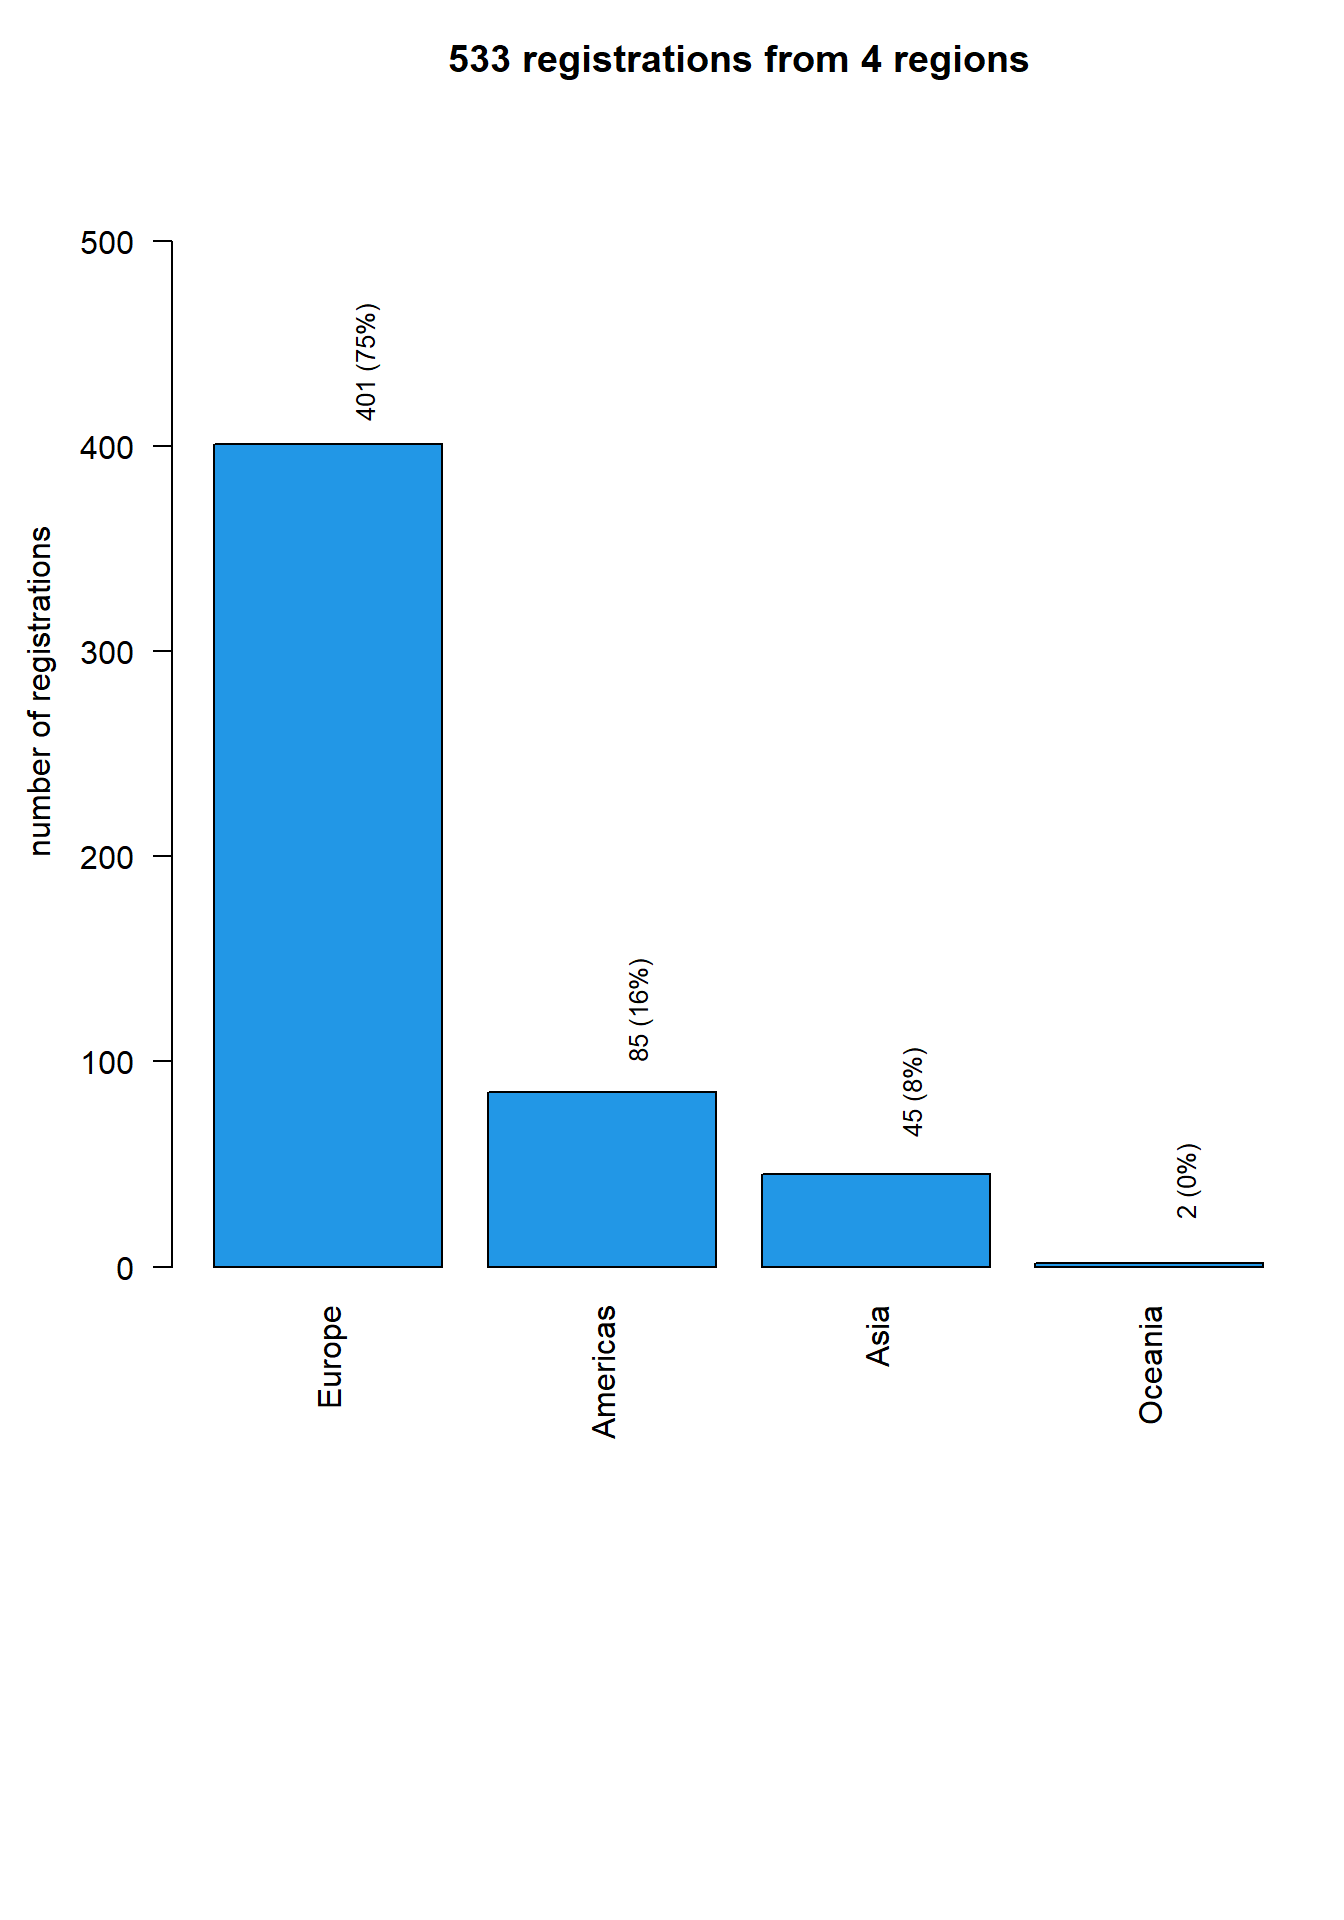 533 registrations from 4 regions
number of registrations
500
400
300
200
100
0
401 (75%)
85 (16%)
45 (8%)
2 (0%)
Europe
Americas
Asia
Oceania